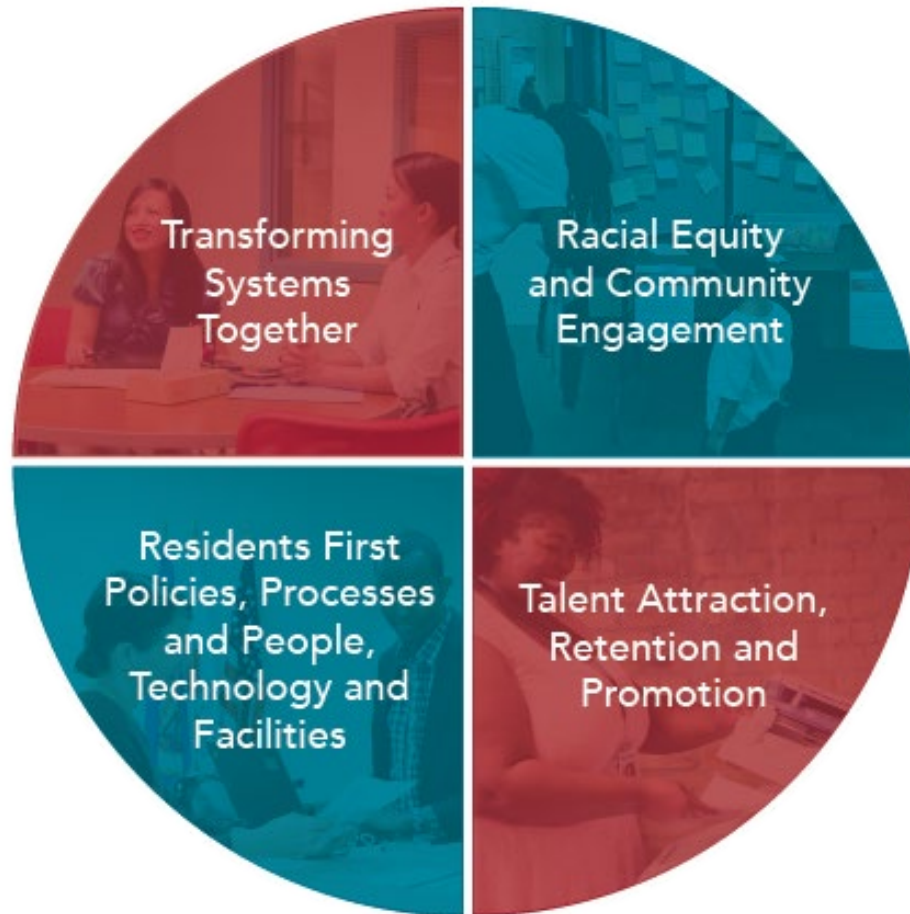 Transforming
Systems
Together
Racial Equity
and Community
Engagement
Residents First
Policies, Processes
and People,
Technology and
Facilities
Talent Attraction,
Retention and
Promotion